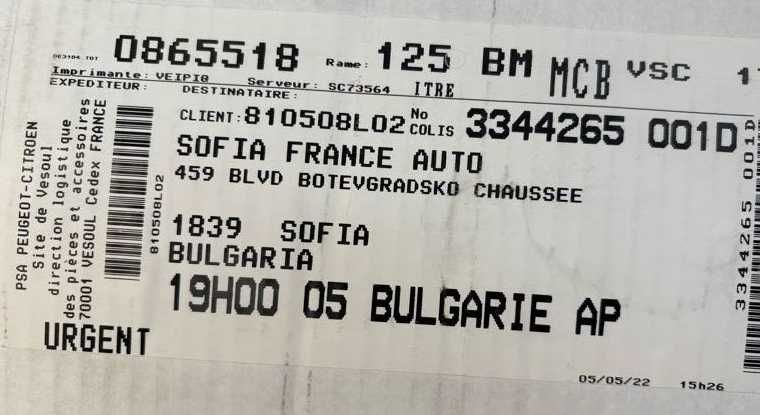 0865518 Rame: 125 BM MCB VSC
Imprimante: VEIPI0 Serveur: SC73564 ITRE
EXPEDITEUR: DESTINATAIRE:
CLIENT: 810508L02 No COLIS 3344265 001D
SOFIA FRANCE AUTO
459 BLVD BOTEVGRADSKO CHAUSSEE
1839 SOFIA
BULGARIA
19H00 05 BULGARIE AP
PSA PEUGEOT-CITROEN
Site de Vesoul
direction logistique
des pièces et accessoires
70001 VESOUL Cedex FRANCE
810508L02
3344265 001D
URGENT
05/05/22 15h26